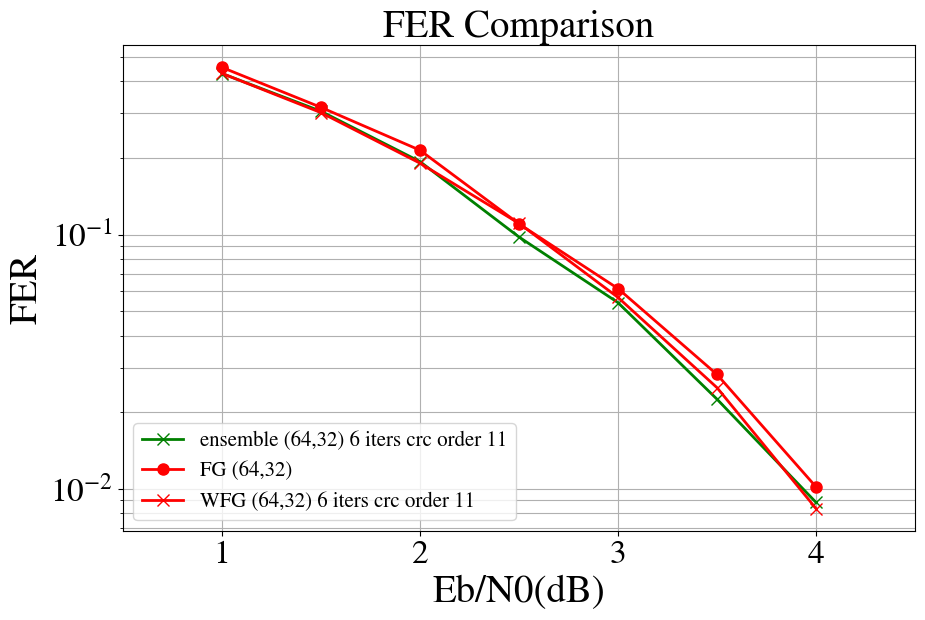 FER Comparison
FER
10⁻¹
10⁻²
ensemble (64,32) 6 iters crc order 11
FG (64,32)
WFG (64,32) 6 iters crc order 11
1 2 3 4
Eb/N0(dB)